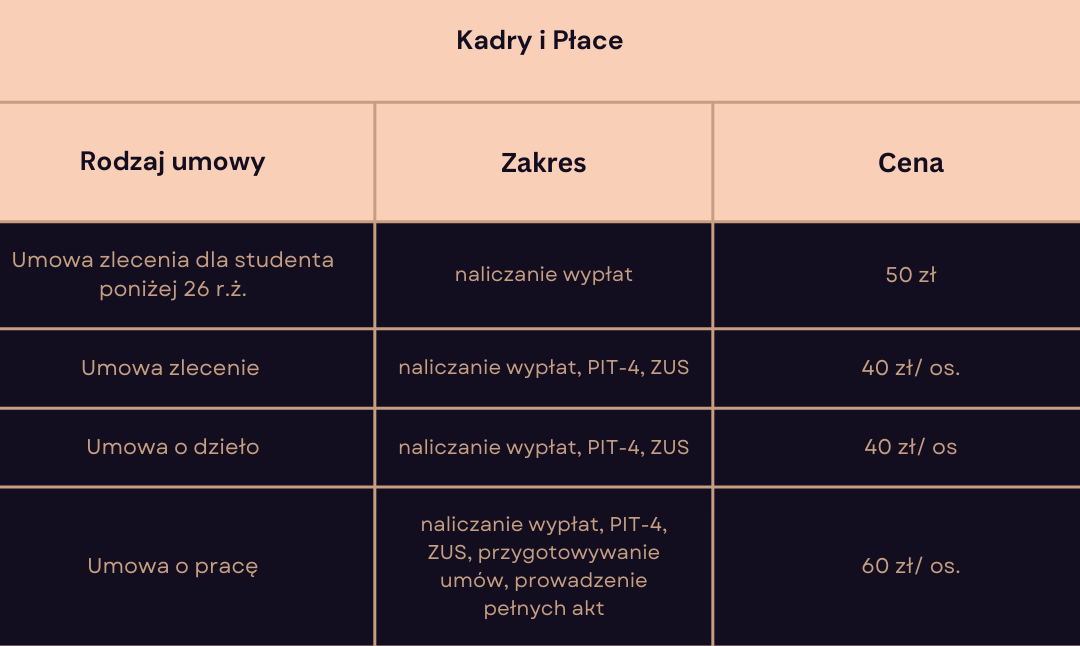 Kadry i Płace
Rodzaj umowy
Zakres
Cena
Umowa zlecenia dla studenta
poniżej 26 r.ż.
naliczanie wypłat
50 zł
Umowa zlecenie
naliczanie wypłat, PIT-4, ZUS
40 zł/ os.
Umowa o dzieło
naliczanie wypłat, PIT-4, ZUS
40 zł/ os
Umowa o pracę
naliczanie wypłat, PIT-4,
ZUS, przygotowywanie
umów, prowadzenie
pełnych akt
60 zł/ os.